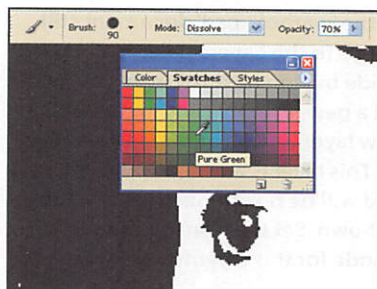 Brush: 90 Mode: Dissolve Opacity: 70%
Color Swatches Styles
Pure Green